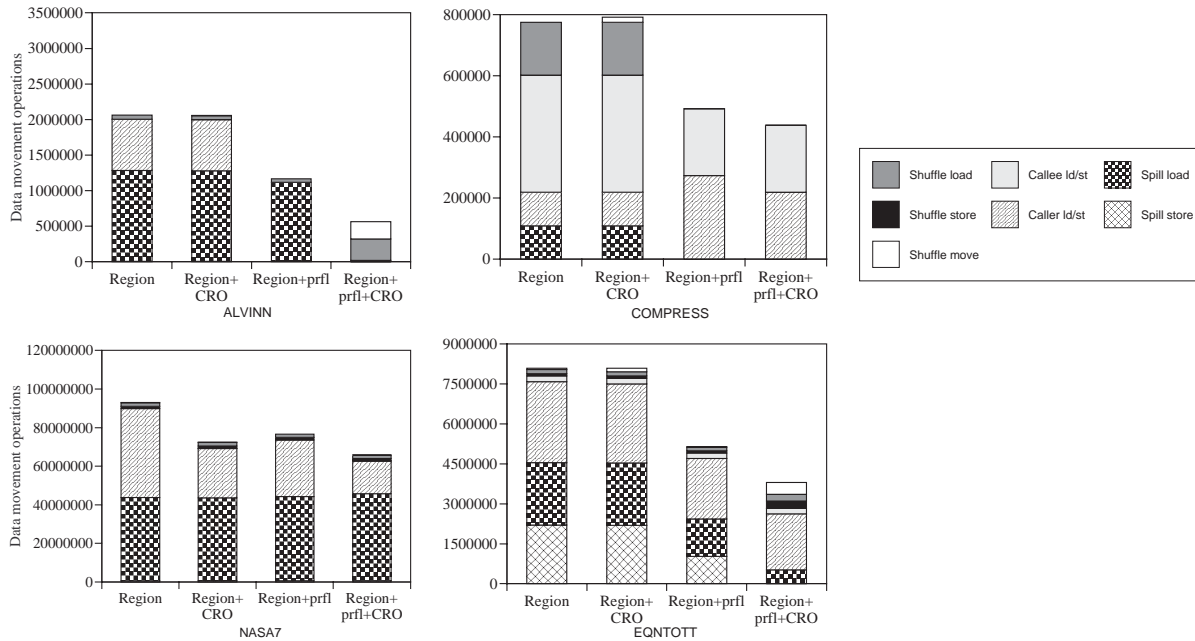 Data movement operations
3500000
3000000
2500000
2000000
1500000
1000000
500000
0
Region
Region+
CRO
Region+prfl
Region+
prfl+CRO
ALVINN
800000
600000
400000
200000
0
Region
Region+
CRO
Region+prfl
Region+
prfl+CRO
COMPRESS
Shuffle load
Callee ld/st
Spill load
Shuffle store
Caller ld/st
Spill store
Shuffle move
Data movement operations
120000000
100000000
80000000
60000000
40000000
20000000
0
Region
Region+
CRO
Region+prfl
Region+
prfl+CRO
NASA7
9000000
7500000
6000000
4500000
3000000
1500000
0
Region
Region+
CRO
Region+prfl
Region+
prfl+CRO
EQNTOTT